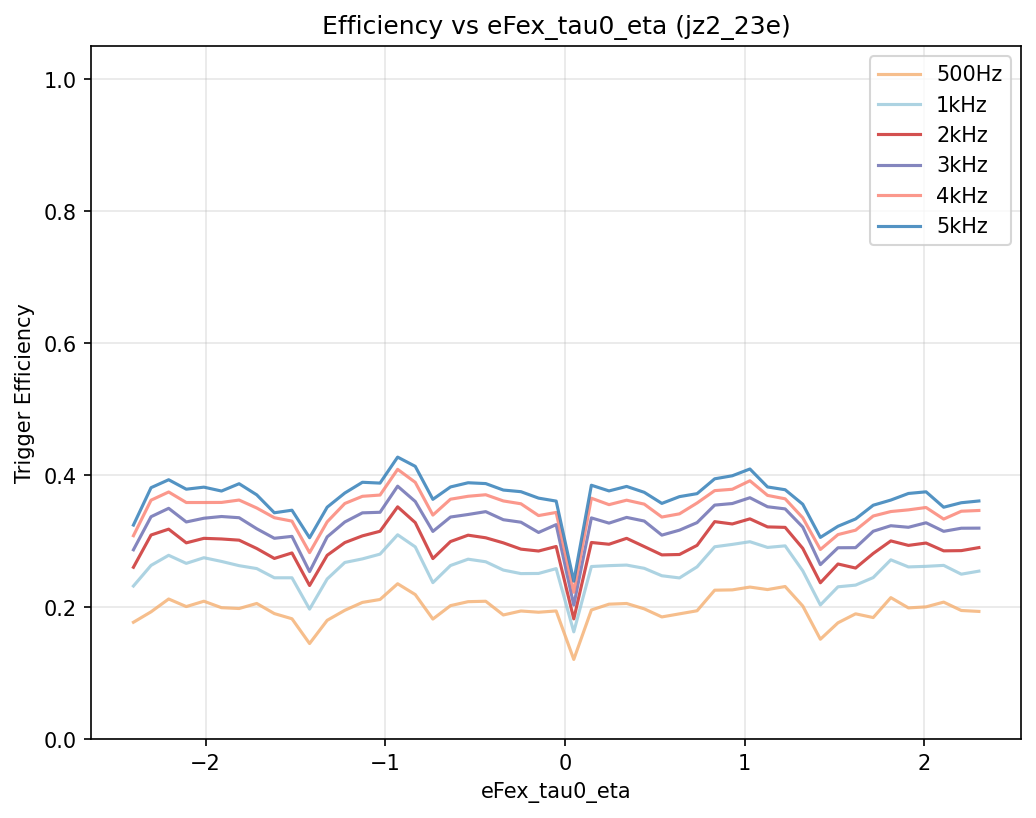 Efficiency vs eFex_tau0_eta (jz2_23e)
1.0
0.8
0.6
0.4
0.2
0.0
Trigger Efficiency
500Hz
1kHz
2kHz
3kHz
4kHz
5kHz
−2
−1
0
1
2
eFex_tau0_eta